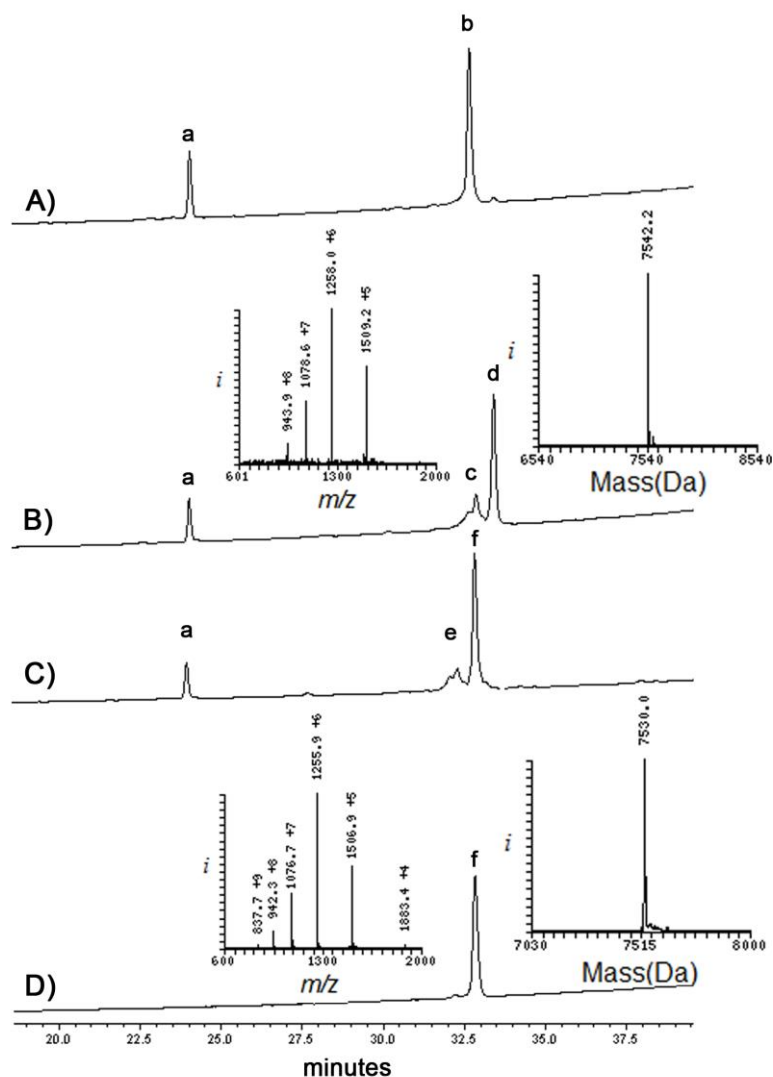 b
a
A)
943.9 +8
1078.6 +7
1258.0 +6
1509.2 +5
i
601
1300
2000
m/z
7542.2
i
6540
7540
8540
Mass(Da)
d
c
a
B)
f
e
a
C)
837.7 +9
942.3 +8
1076.7 +7
1255.9 +6
1506.9 +5
1883.4 +4
i
600
1300
2000
m/z
7530.0
i
7030
7515
8000
Mass(Da)
f
D)
20.0 22.5 25.0 27.5 30.0 32.5 35.0 37.5
minutes